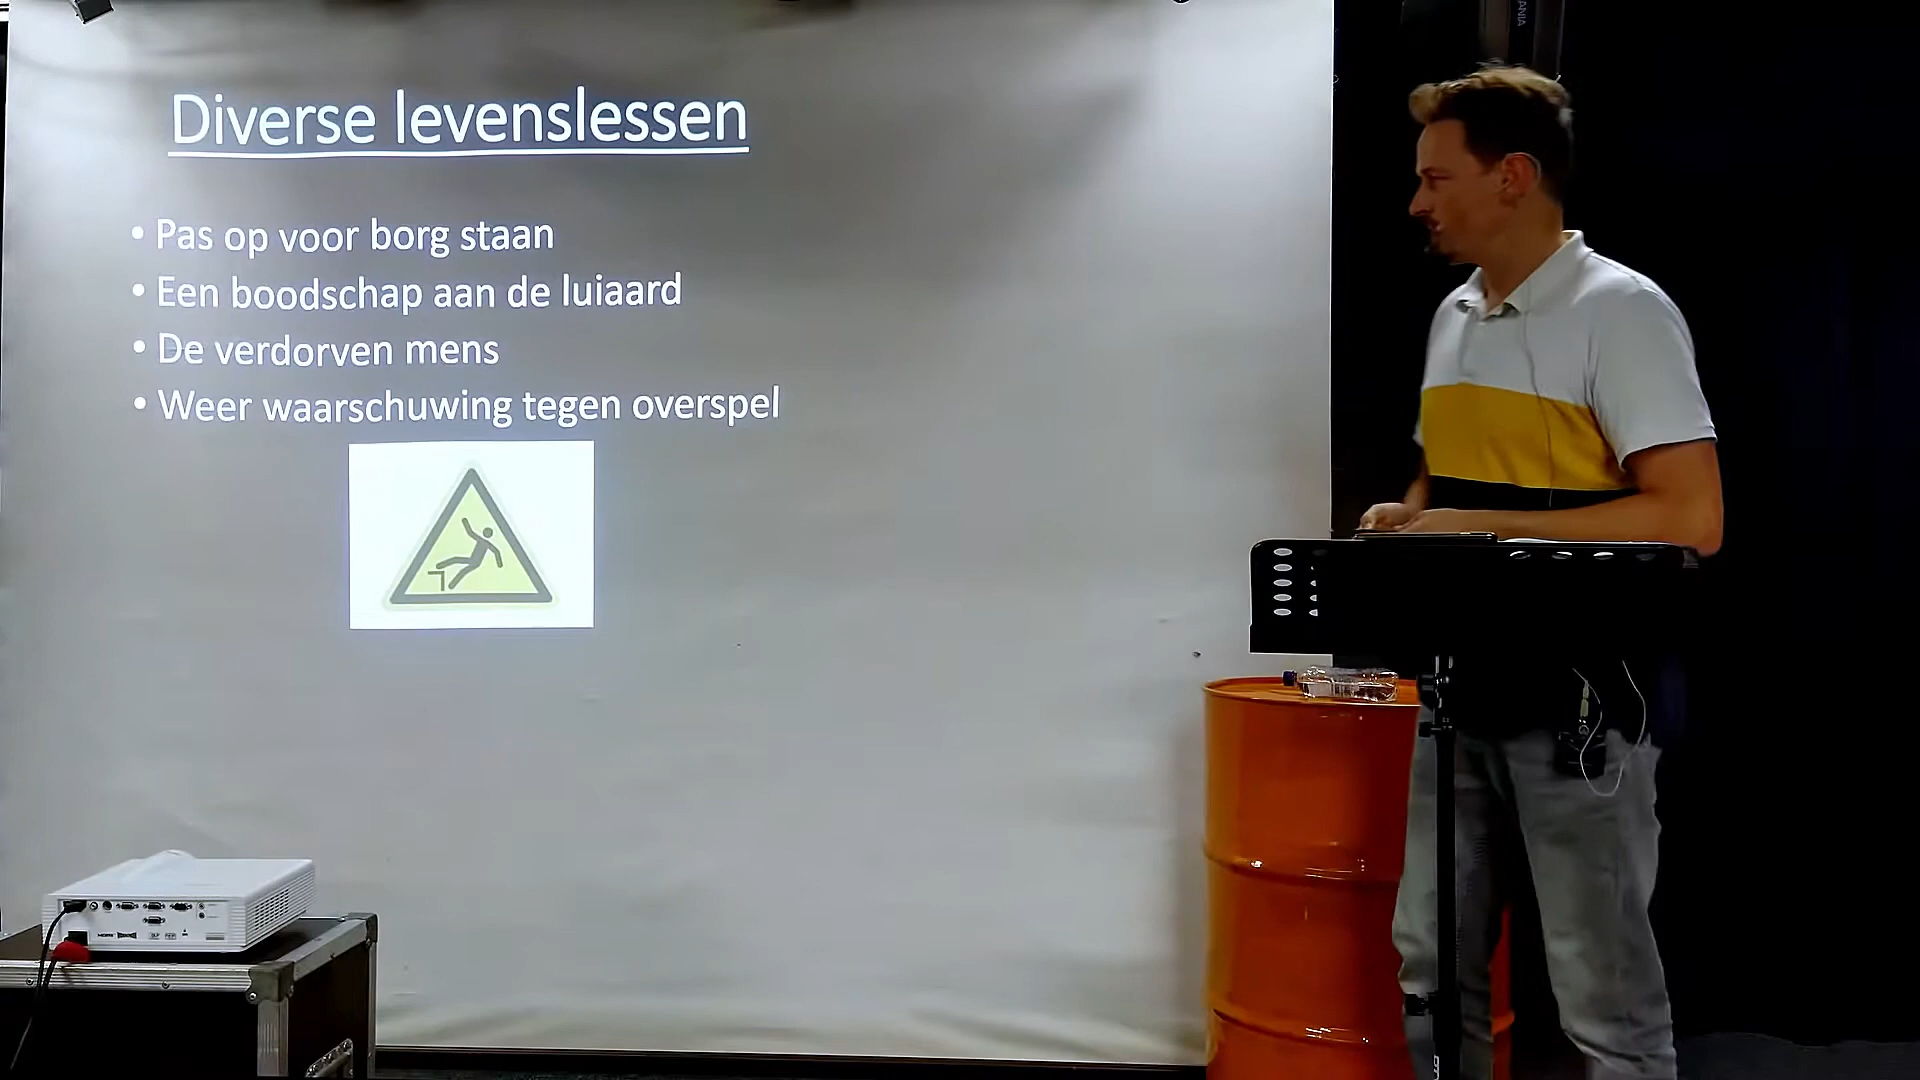 Diverse levenslessen
• Pas op voor borg staan
• Een boodschap aan de luiaard
• De verdorven mens
• Weer waarschuwing tegen overspel